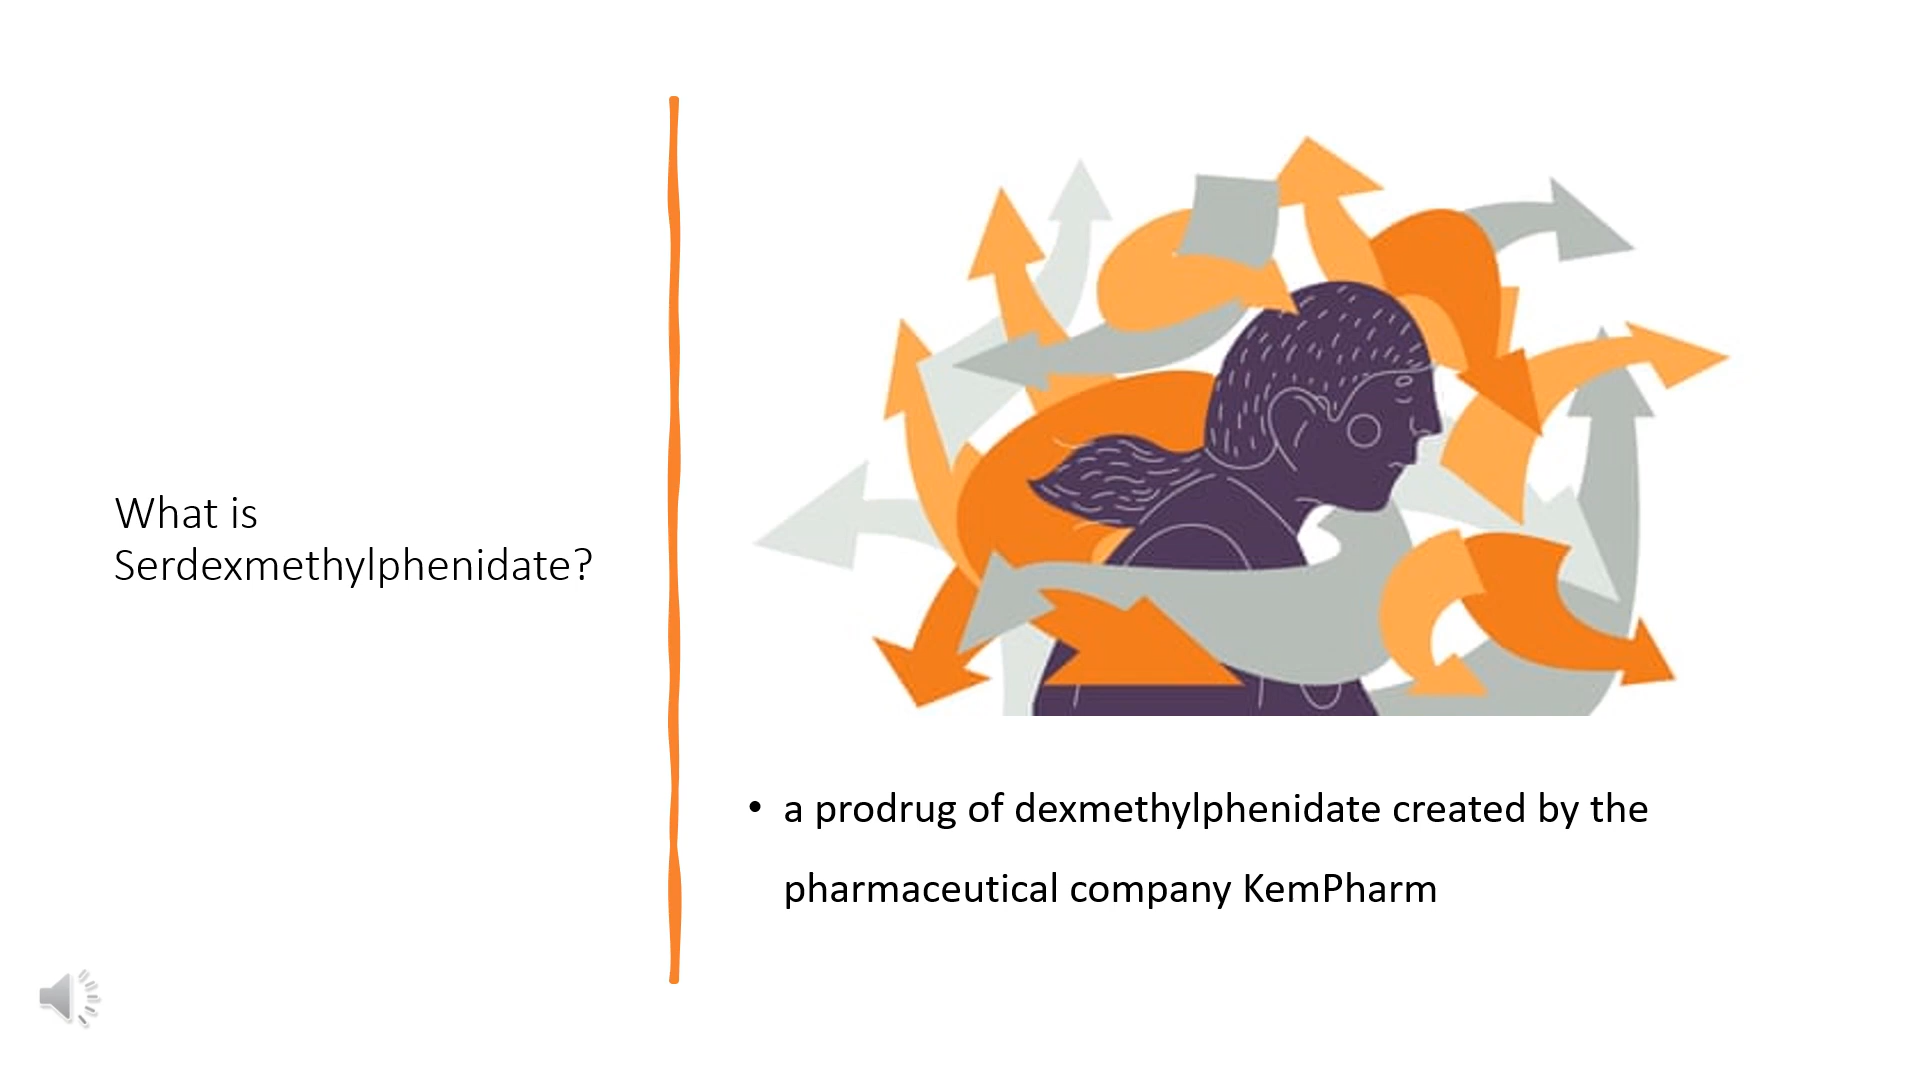 What is
Serdexmethylphenidate?
• a prodrug of dexmethylphenidate created by the
pharmaceutical company KemPharm